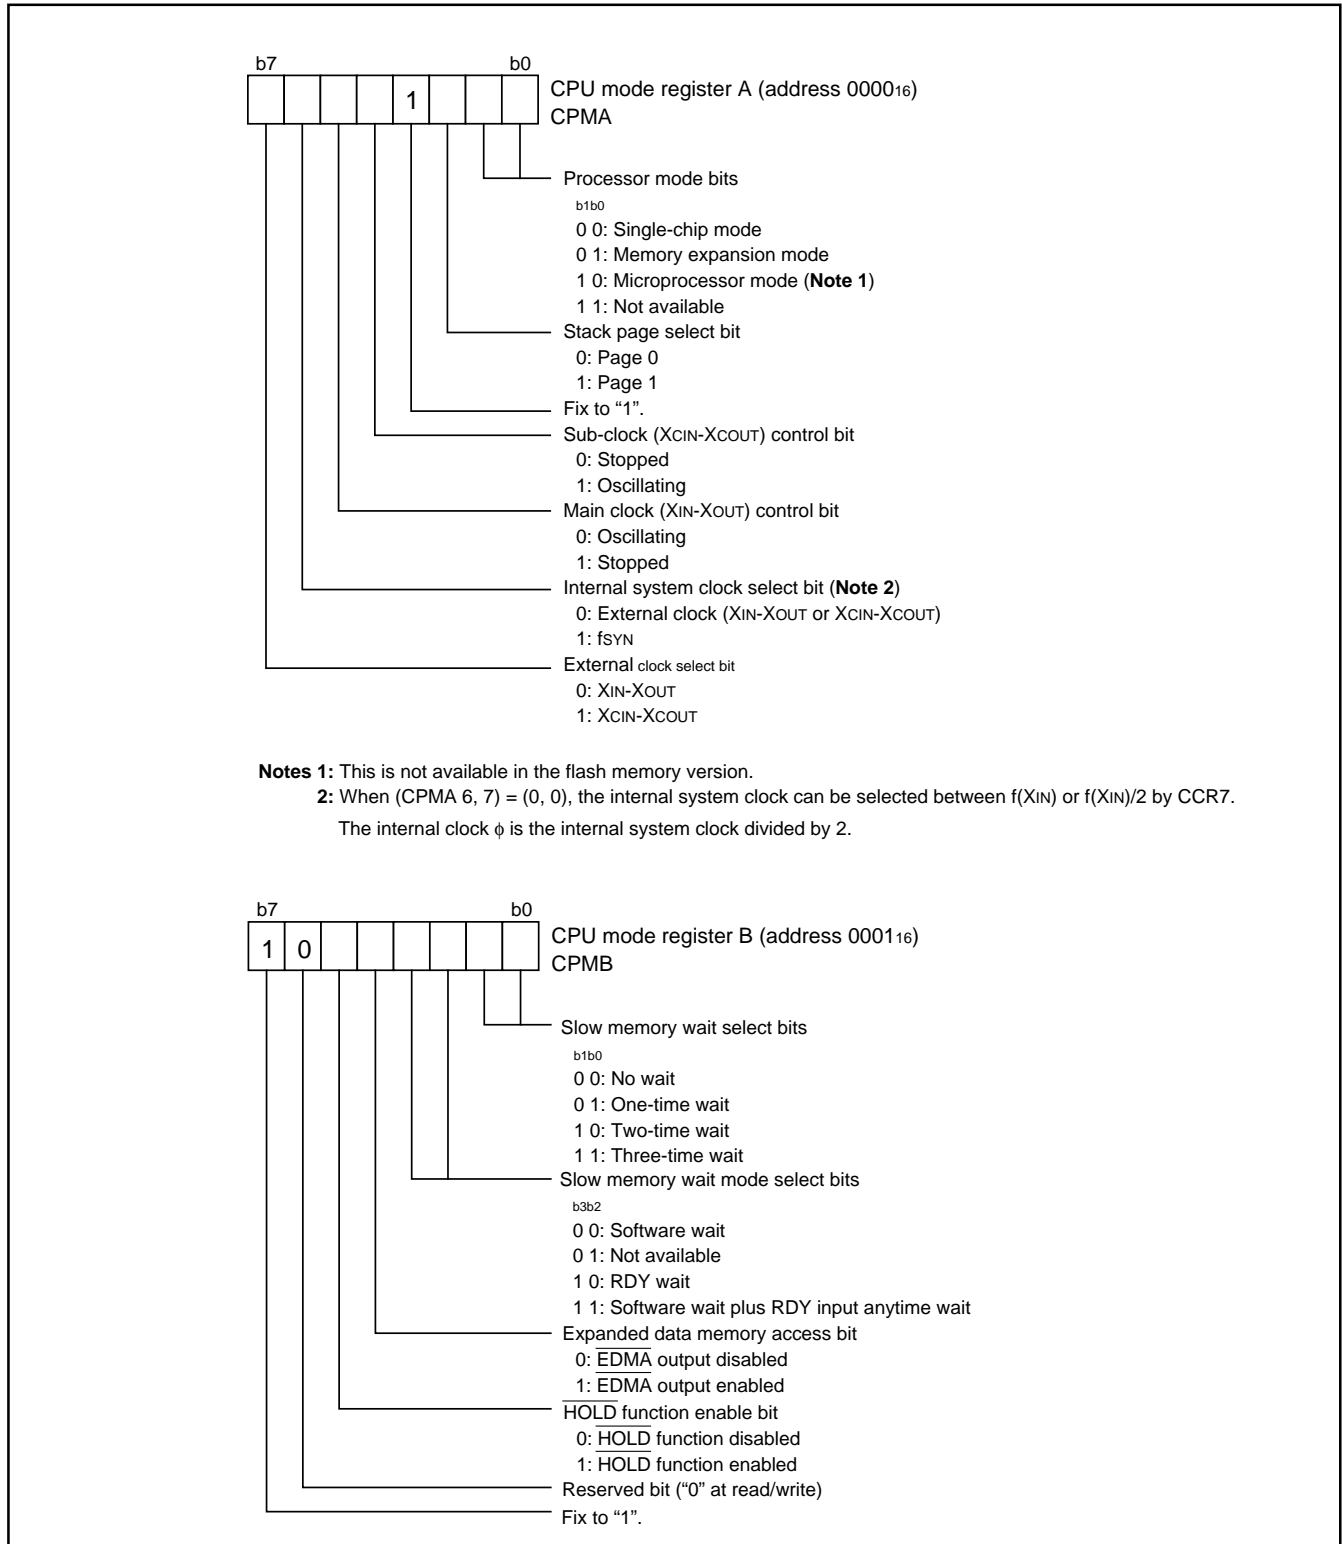 b7 b0
1
CPU mode register A (address 000016)
CPMA
Processor mode bits
b1b0
0 0: Single-chip mode
0 1: Memory expansion mode
1 0: Microprocessor mode (Note 1)
1 1: Not available
Stack page select bit
0: Page 0
1: Page 1
Fix to “1”.
Sub-clock (XCIN-XCOUT) control bit
0: Stopped
1: Oscillating
Main clock (XIN-XOUT) control bit
0: Oscillating
1: Stopped
Internal system clock select bit (Note 2)
0: External clock (XIN-XOUT or XCIN-XCOUT)
1: fSYN
External clock select bit
0: XIN-XOUT
1: XCIN-XCOUT
Notes 1: This is not available in the flash memory version.
2: When (CPMA 6, 7) = (0, 0), the internal system clock can be selected between f(XIN) or f(XIN)/2 by CCR7.
The internal clock φ is the internal system clock divided by 2.
b7 b0
1 0
CPU mode register B (address 000116)
CPMB
Slow memory wait select bits
b1b0
0 0: No wait
0 1: One-time wait
1 0: Two-time wait
1 1: Three-time wait
Slow memory wait mode select bits
b3b2
0 0: Software wait
0 1: Not available
1 0: RDY wait
1 1: Software wait plus RDY input anytime wait
Expanded data memory access bit
0: EDMA output disabled
1: EDMA output enabled
HOLD function enable bit
0: HOLD function disabled
1: HOLD function enabled
Reserved bit (“0” at read/write)
Fix to “1”.